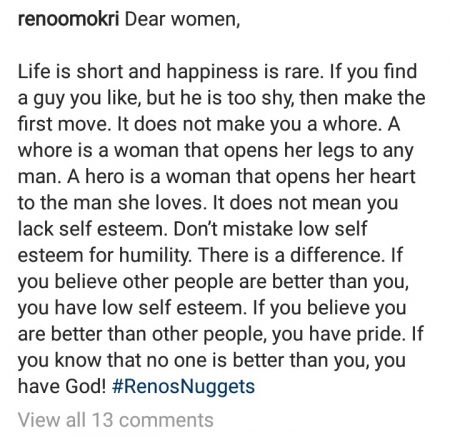 renoomokri Dear women,
Life is short and happiness is rare. If you find
a guy you like, but he is too shy, then make the
first move. It does not make you a whore. A
whore is a woman that opens her legs to any
man. A hero is a woman that opens her heart
to the man she loves. It does not mean you
lack self esteem. Don’t mistake low self
esteem for humility. There is a difference. If
you believe other people are better than you,
you have low self esteem. If you believe you
are better than other people, you have pride. If
you know that no one is better than you, you
have God! #RenosNuggets
View all 13 comments